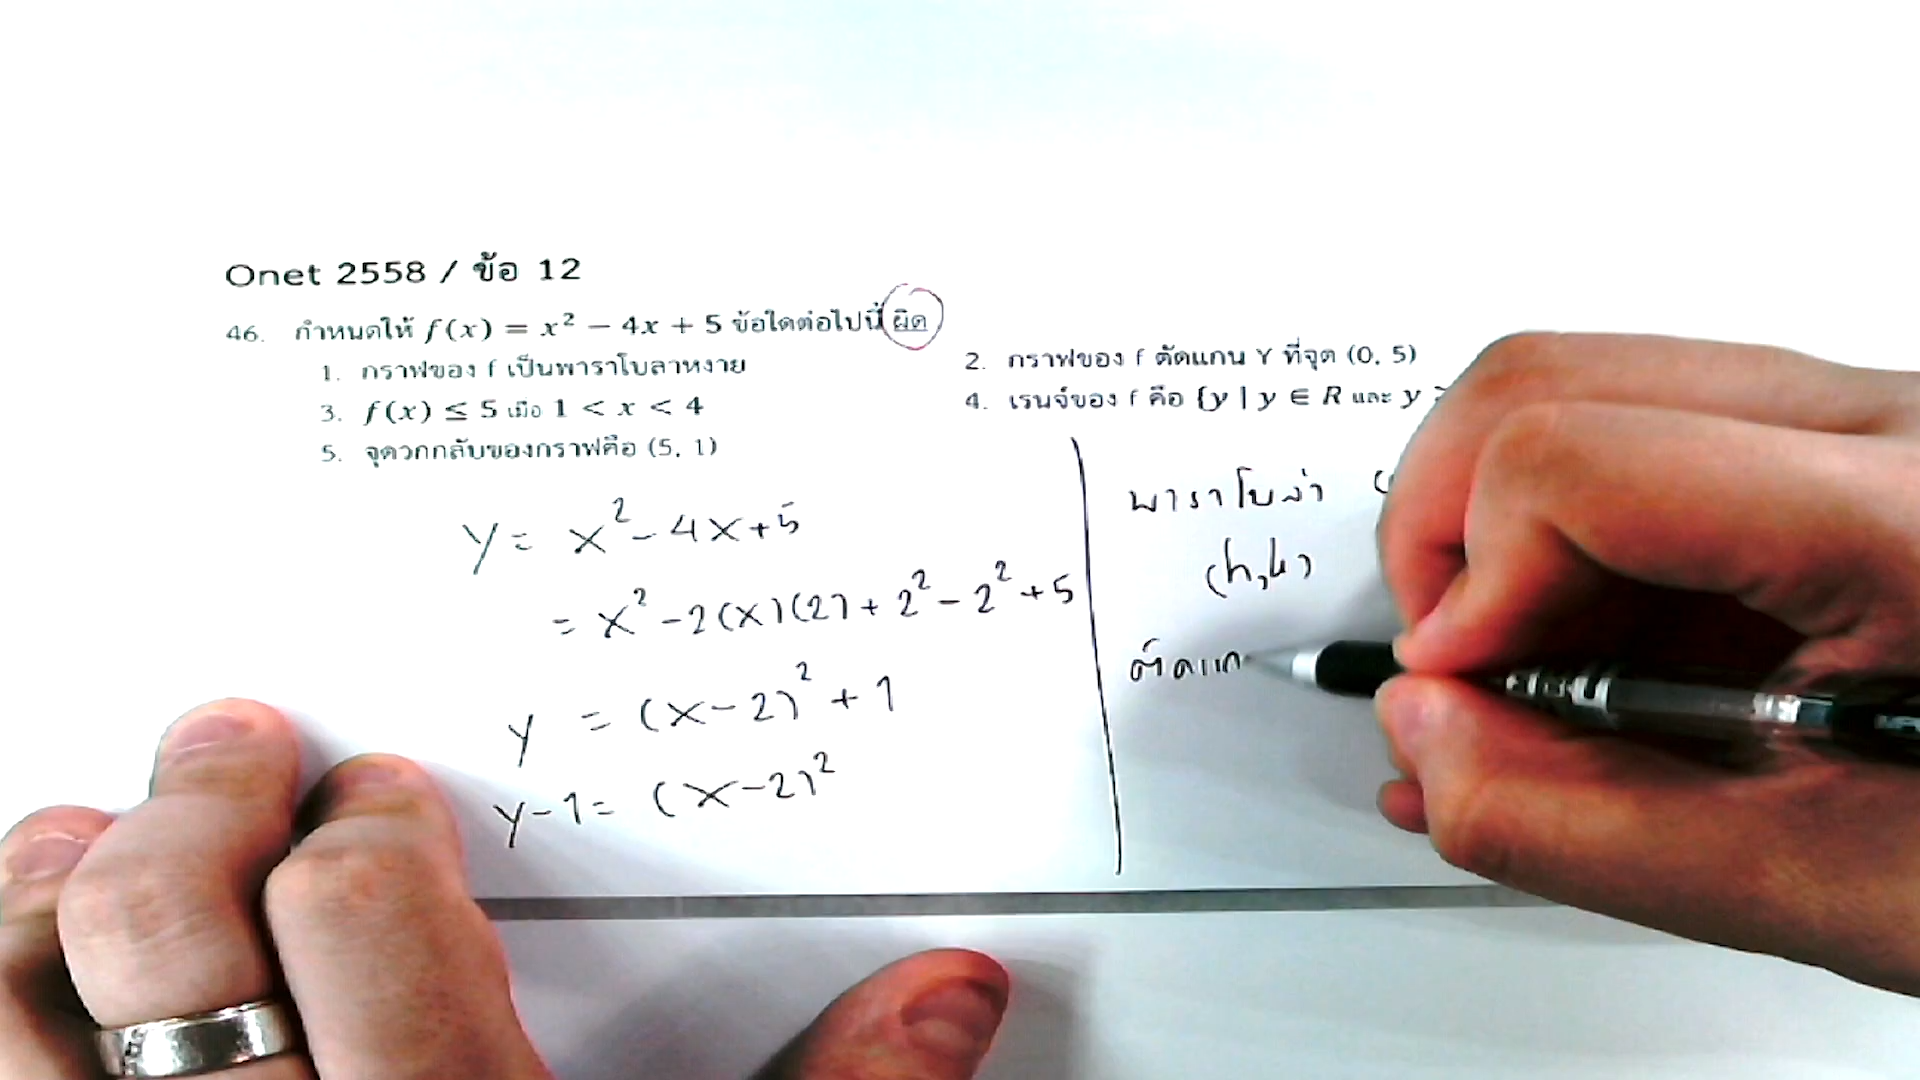 Onet 2558 / ข้อ 12
46. กำหนดให้ f(x) = x² − 4x + 5 ข้อใดต่อไปนี้ผิด
1. กราฟของ f เป็นพาราโบลาหงาย
2. กราฟของ f ตัดแกน Y ที่จุด (0, 5)
3. f(x) ≤ 5 เมื่อ 1 < x < 4
4. เรนจ์ของ f คือ {y | y ∈ R และ y
5. จุดวกกลับของกราฟคือ (5, 1)
y = x² - 4x + 5
= x² - 2(x)(2) + 2² - 2² + 5
y = (x - 2)² + 1
y - 1 = (x - 2)²
พาราโบล่า
(h, k)
ตัดแก